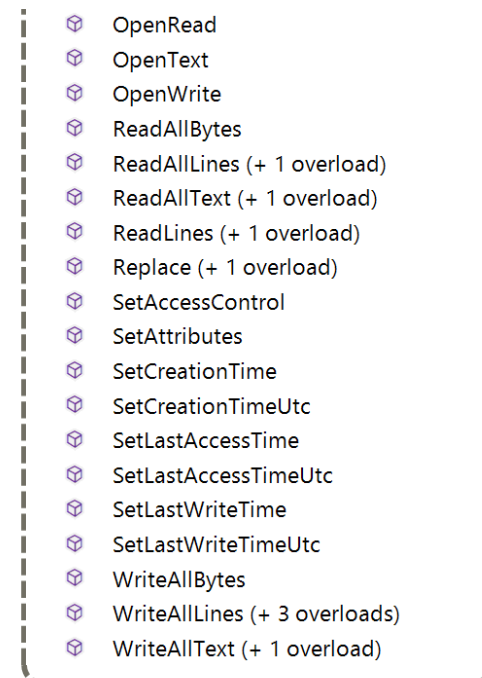 OpenRead
OpenText
OpenWrite
ReadAllBytes
ReadAllLines (+ 1 overload)
ReadAllText (+ 1 overload)
ReadLines (+ 1 overload)
Replace (+ 1 overload)
SetAccessControl
SetAttributes
SetCreationTime
SetCreationTimeUtc
SetLastAccessTime
SetLastAccessTimeUtc
SetLastWriteTime
SetLastWriteTimeUtc
WriteAllBytes
WriteAllLines (+ 3 overloads)
WriteAllText (+ 1 overload)